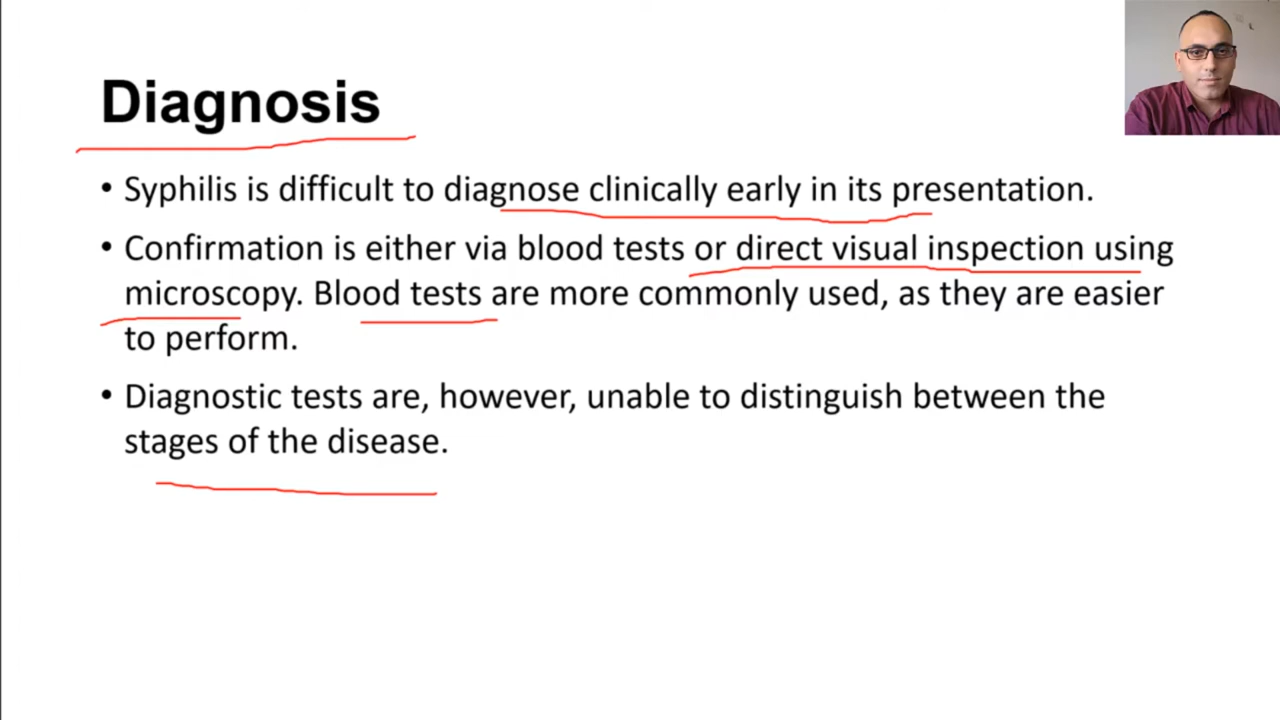 Diagnosis
• Syphilis is difficult to diagnose clinically early in its presentation.
• Confirmation is either via blood tests or direct visual inspection using
microscopy. Blood tests are more commonly used, as they are easier
to perform.
• Diagnostic tests are, however, unable to distinguish between the
stages of the disease.